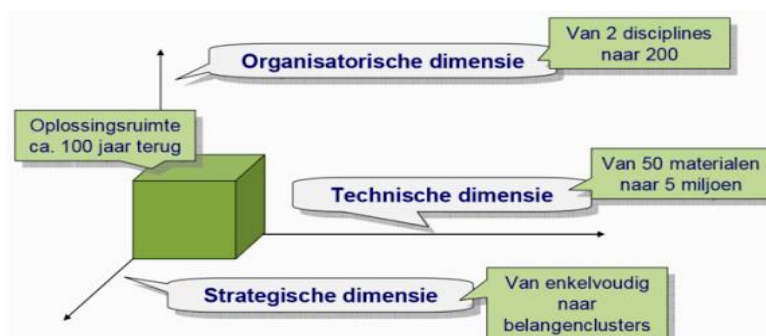 Organisatorische dimensie
Van 2 disciplines
naar 200
Oplossingsruimte
ca. 100 jaar terug
Technische dimensie
Van 50 materialen
naar 5 miljoen
Strategische dimensie
Van enkelvoudig
naar
belangenclusters